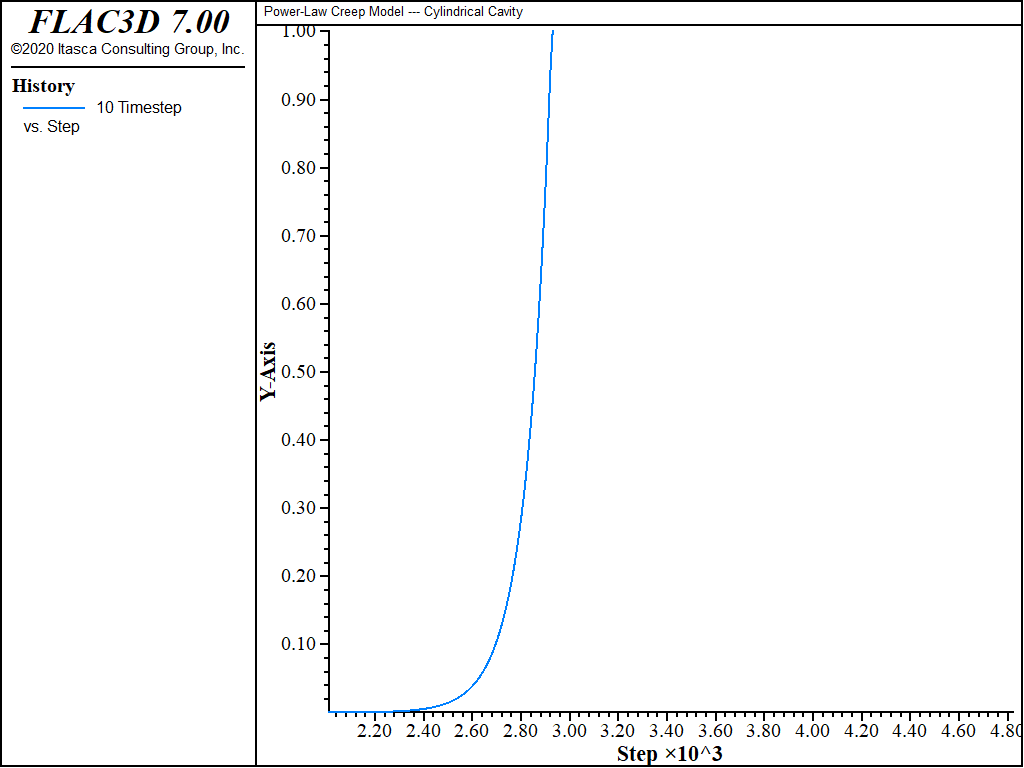 FLAC3D 7.00
©2020 Itasca Consulting Group, Inc.
History
10 Timestep
vs. Step
Power-Law Creep Model --- Cylindrical Cavity
1.00
0.90
0.80
0.70
0.60
0.50
0.40
0.30
0.20
0.10
Y-Axis
2.20 2.40 2.60 2.80 3.00 3.20 3.40 3.60 3.80 4.00 4.20 4.40 4.60 4.80
Step ×10^3